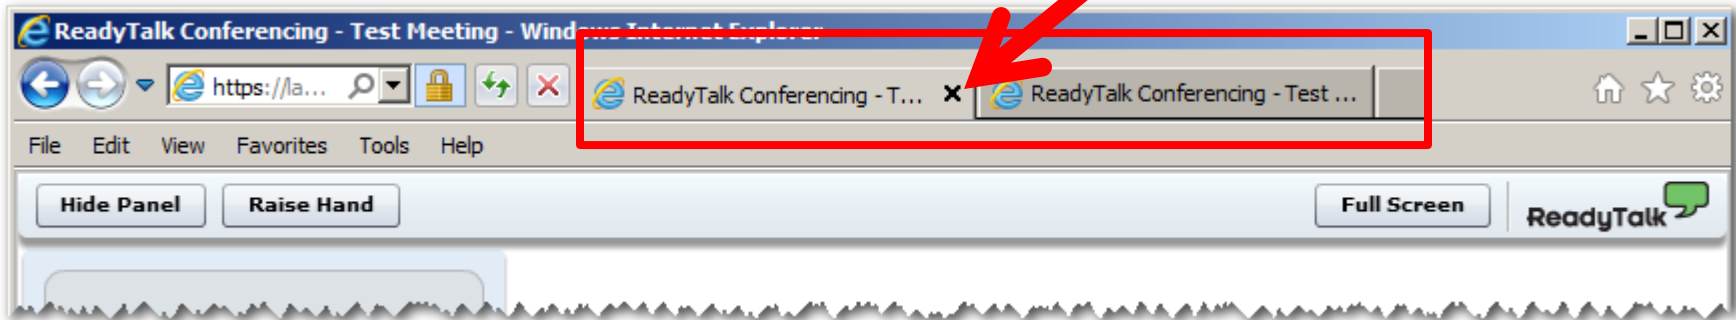 ReadyTalk Conferencing - Test Meeting - Windows Internet Explorer
https://la... ReadyTalk Conferencing - T... ReadyTalk Conferencing - Test ...
File Edit View Favorites Tools Help
Hide Panel Raise Hand Full Screen ReadyTalk